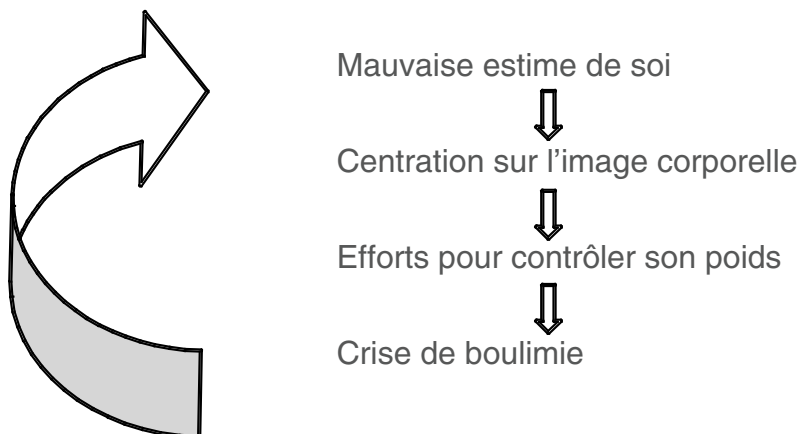 Mauvaise estime de soi
Centration sur l'image corporelle
Efforts pour contrôler son poids
Crise de boulimie